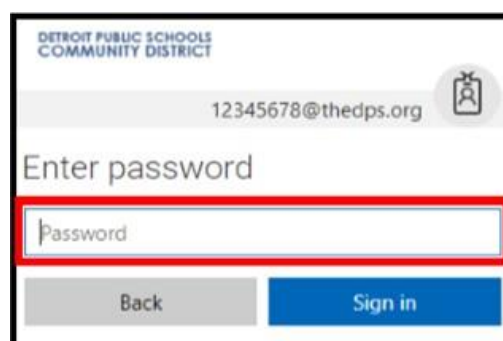 DETROIT PUBLIC SCHOOLS
COMMUNITY DISTRICT
12345678@thedps.org
Enter password
Password
Back
Sign in